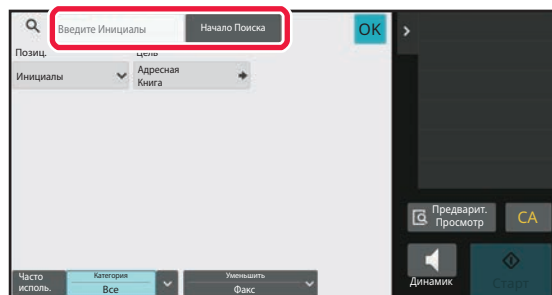 Введите Инициалы
Начало Поиска
OK
Позиц.
Цель
Инициалы
Адресная
Книга
Предварит.
Просмотр
CA
Часто
исполь.
Категория
Все
Уменьшить
Факс
Динамик
Старт